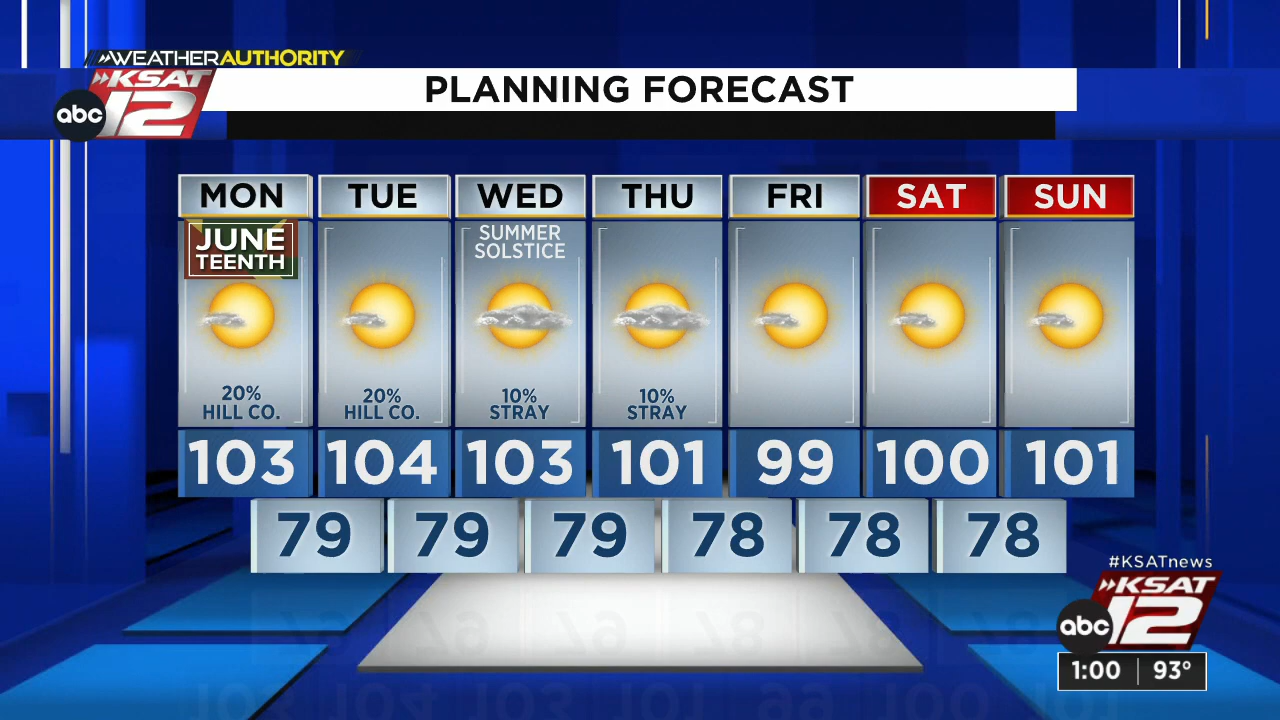 WEATHERAUTHORITY
KSAT
abc 12
PLANNING FORECAST
MON TUE WED THU FRI SAT SUN
JUNE
TEENTH
SUMMER
SOLSTICE
20%
HILL CO.
20%
HILL CO.
10%
STRAY
10%
STRAY
103 104 103 101 99 100 101
79 79 79 78 78 78
#KSATnews
KSAT
abc 12
1:00 93°